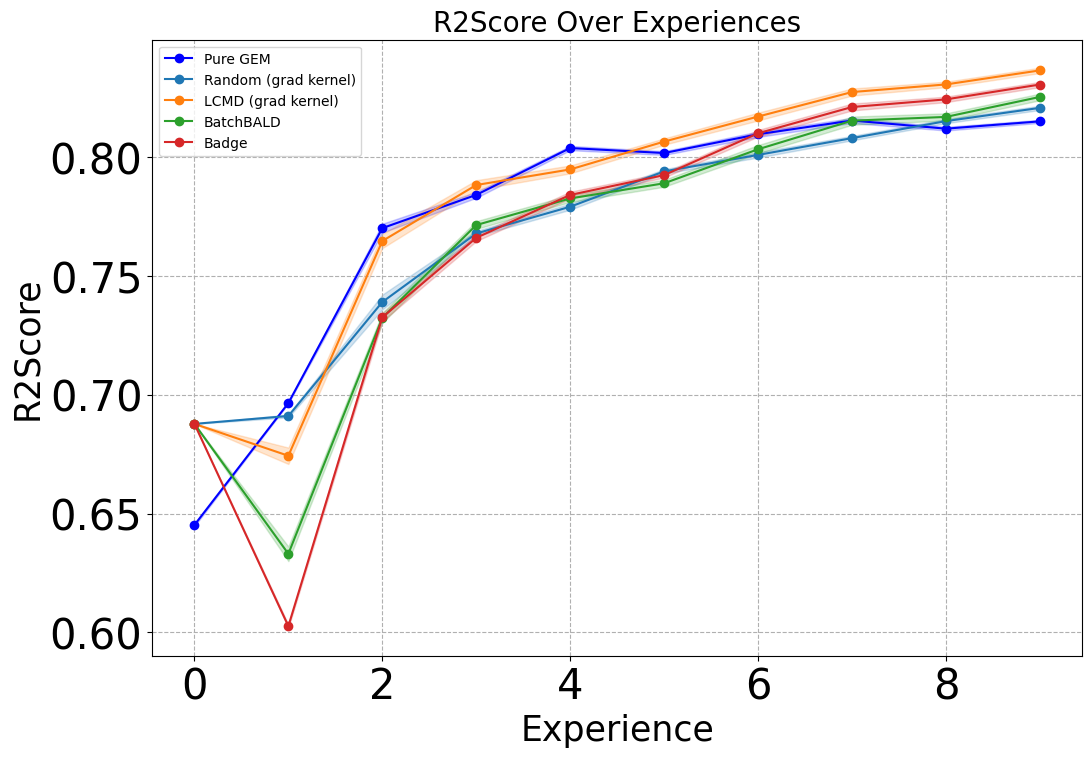 R2Score Over Experiences
Pure GEM
Random (grad kernel)
LCMD (grad kernel)
BatchBALD
Badge
R2Score
0.80
0.75
0.70
0.65
0.60
0 2 4 6 8
Experience